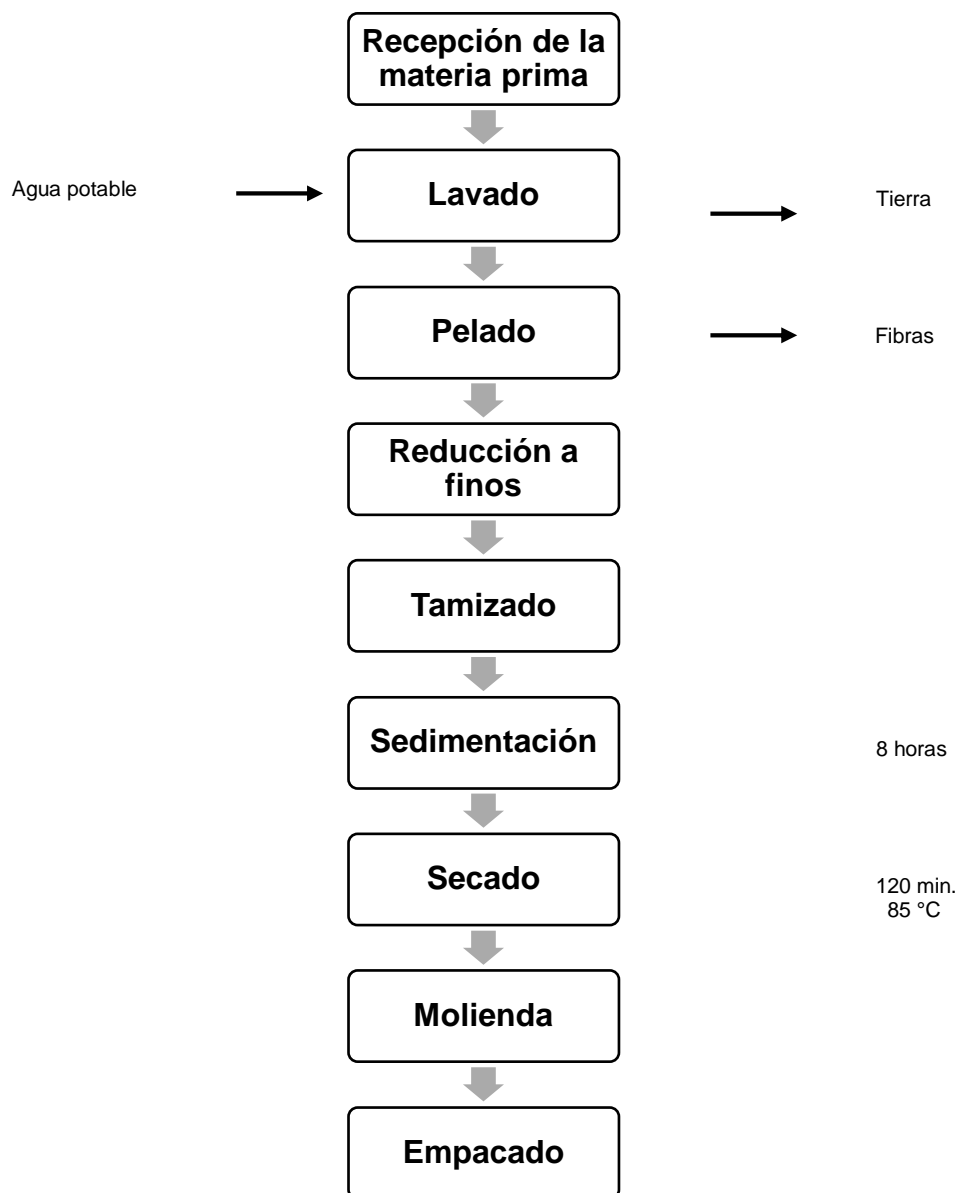 Recepción de la
materia prima
Agua potable
Lavado
Tierra
Pelado
Fibras
Reducción a
finos
Tamizado
Sedimentación
8 horas
Secado
120 min.
85 °C
Molienda
Empacado